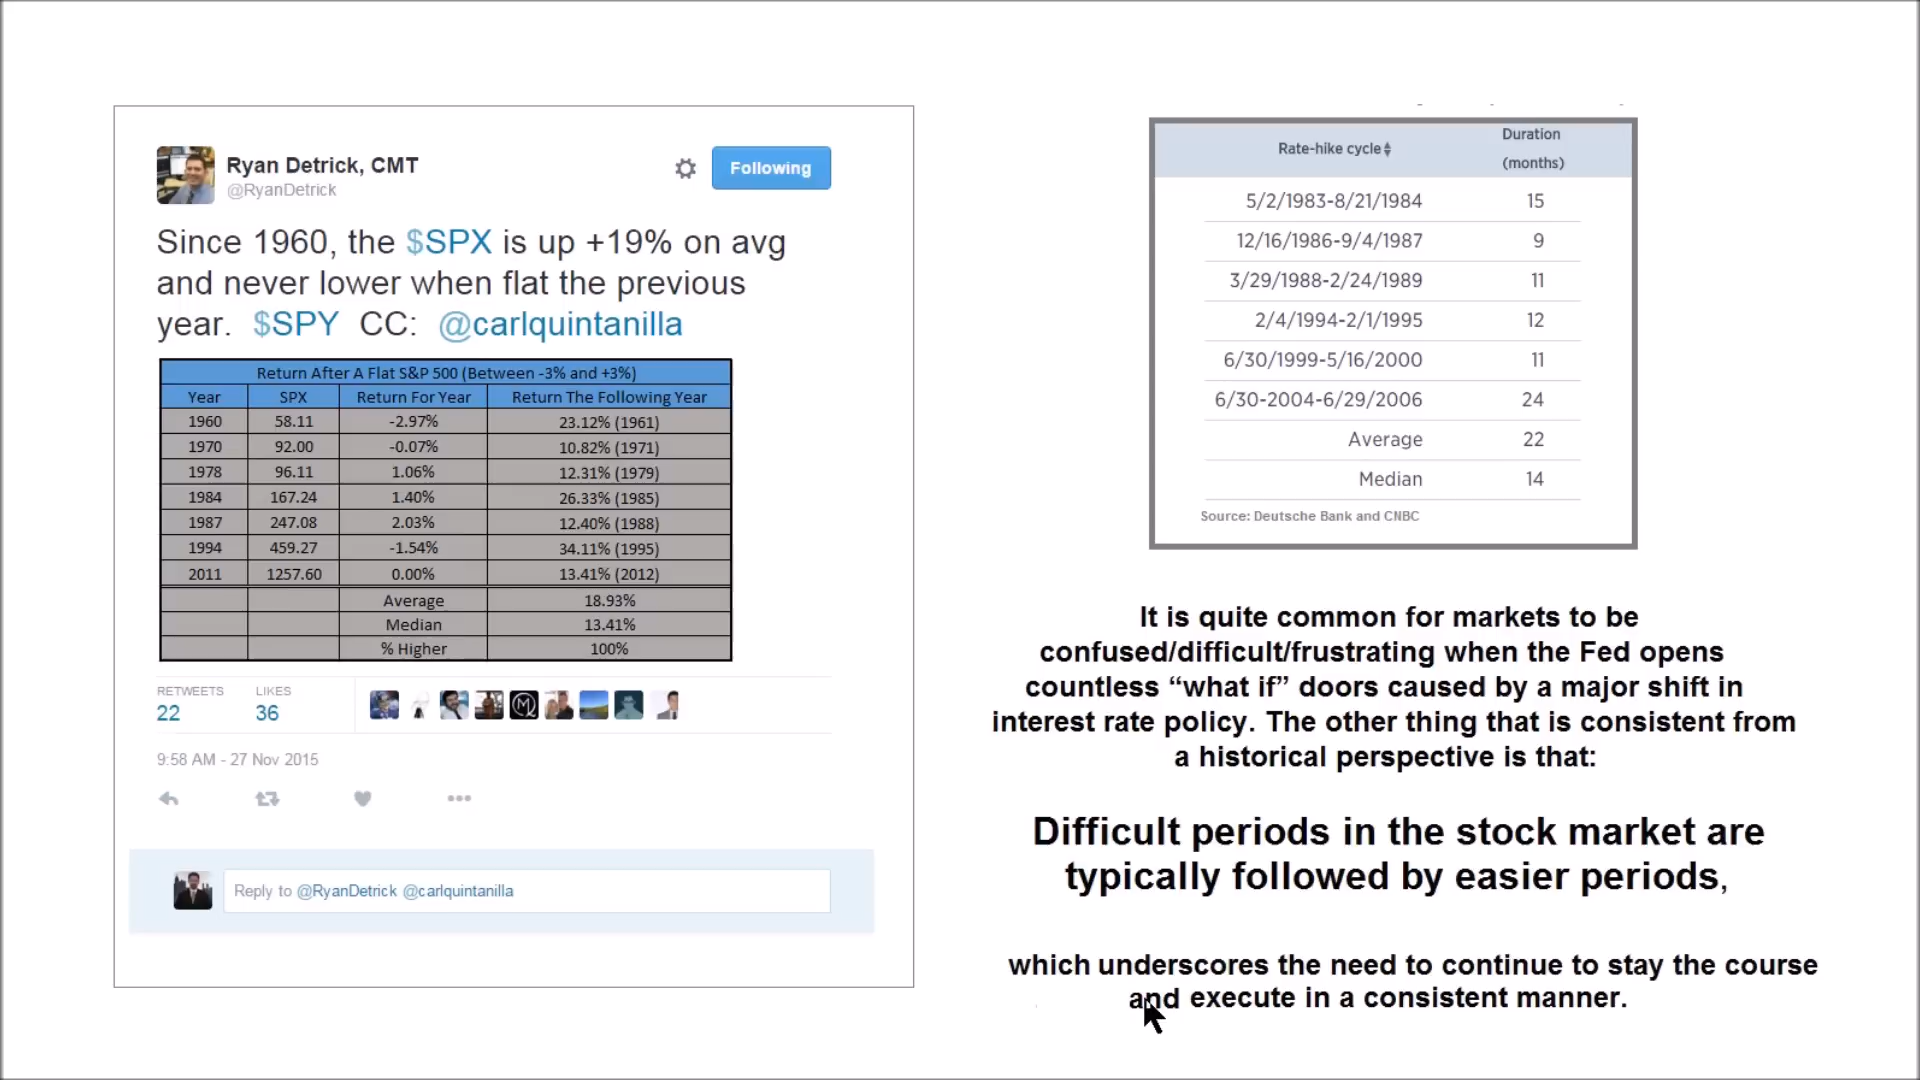 Ryan Detrick, CMT
@RyanDetrick
Following
Since 1960, the $SPX is up +19% on avg
and never lower when flat the previous
year. $SPY CC: @carlquintanilla
Return After A Flat S&P 500 (Between -3% and +3%)
Year SPX Return For Year Return The Following Year
1960 58.11 -2.97% 23.12% (1961)
1970 92.00 -0.07% 10.82% (1971)
1978 96.11 1.06% 12.31% (1979)
1984 167.24 1.40% 26.33% (1985)
1987 247.08 2.03% 12.40% (1988)
1994 459.27 -1.54% 34.11% (1995)
2011 1257.60 0.00% 13.41% (2012)
Average 18.93%
Median 13.41%
% Higher 100%
RETWEETS LIKES
22 36
9:58 AM - 27 Nov 2015
Reply to @RyanDetrick @carlquintanilla
Rate-hike cycle Duration
(months)
5/2/1983-8/21/1984 15
12/16/1986-9/4/1987 9
3/29/1988-2/24/1989 11
2/4/1994-2/1/1995 12
6/30/1999-5/16/2000 11
6/30-2004-6/29/2006 24
Average 22
Median 14
Source: Deutsche Bank and CNBC
It is quite common for markets to be
confused/difficult/frustrating when the Fed opens
countless “what if” doors caused by a major shift in
interest rate policy. The other thing that is consistent from
a historical perspective is that:
Difficult periods in the stock market are
typically followed by easier periods,
which underscores the need to continue to stay the course
and execute in a consistent manner.